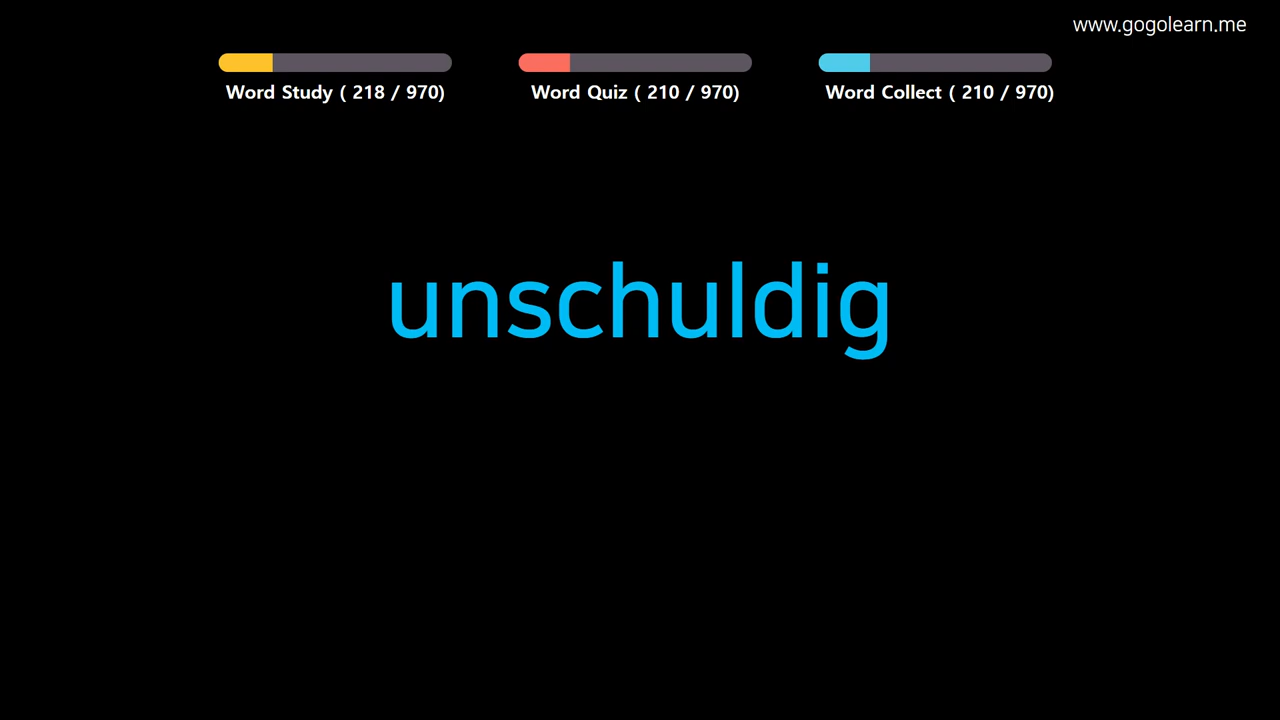 www.gogolearn.me
Word Study ( 218 / 970)
Word Quiz ( 210 / 970)
Word Collect ( 210 / 970)
unschuldig